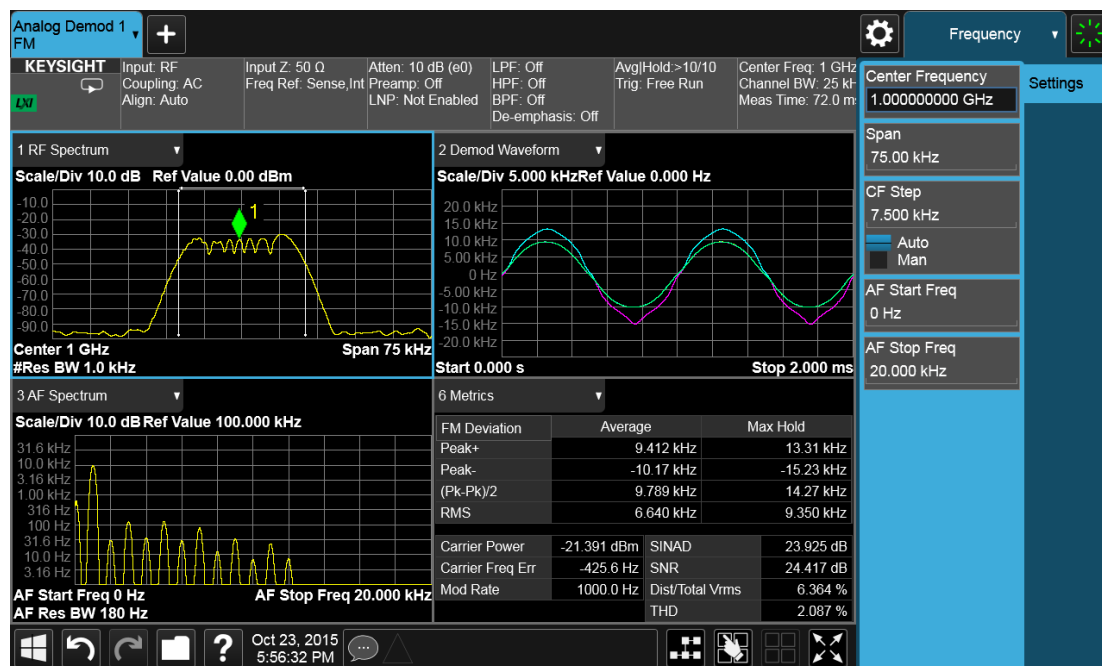 Analog Demod 1
FM
Frequency
KEYSIGHT
LXI
Input: RF
Coupling: AC
Align: Auto
Input Z: 50 Ω
Freq Ref: Sense,Int
Atten: 10 dB (e0)
Preamp: Off
LNP: Not Enabled
LPF: Off
HPF: Off
BPF: Off
De-emphasis: Off
Avg|Hold:>10/10
Trig: Free Run
Center Freq: 1 GHz
Channel BW: 25 kH
Meas Time: 72.0 m
Center Frequency
1.000000000 GHz
Settings
Span
75.00 kHz
CF Step
7.500 kHz
Auto
Man
AF Start Freq
0 Hz
AF Stop Freq
20.000 kHz
1 RF Spectrum
Scale/Div 10.0 dB Ref Value 0.00 dBm
1
-10.0
-20.0
-30.0
-40.0
-50.0
-60.0
-70.0
-80.0
-90.0
Center 1 GHz
Span 75 kHz
#Res BW 1.0 kHz
2 Demod Waveform
Scale/Div 5.000 kHzRef Value 0.000 Hz
20.0 kHz
15.0 kHz
10.0 kHz
5.00 kHz
0 Hz
-5.00 kHz
-10.0 kHz
-15.0 kHz
-20.0 kHz
Start 0.000 s
Stop 2.000 ms
3 AF Spectrum
Scale/Div 10.0 dB Ref Value 100.000 kHz
31.6 kHz
10.0 kHz
3.16 kHz
1.00 kHz
316 Hz
100 Hz
31.6 Hz
10.0 Hz
3.16 Hz
AF Start Freq 0 Hz
AF Stop Freq 20.000 kHz
AF Res BW 180 Hz
6 Metrics
FM Deviation Average Max Hold
Peak+ 9.412 kHz 13.31 kHz
Peak- -10.17 kHz -15.23 kHz
(Pk-Pk)/2 9.789 kHz 14.27 kHz
RMS 6.640 kHz 9.350 kHz
Carrier Power -21.391 dBm SINAD 23.925 dB
Carrier Freq Err -425.6 Hz SNR 24.417 dB
Mod Rate 1000.0 Hz Dist/Total Vrms 6.364 %
THD 2.087 %
Oct 23, 2015
5:56:32 PM